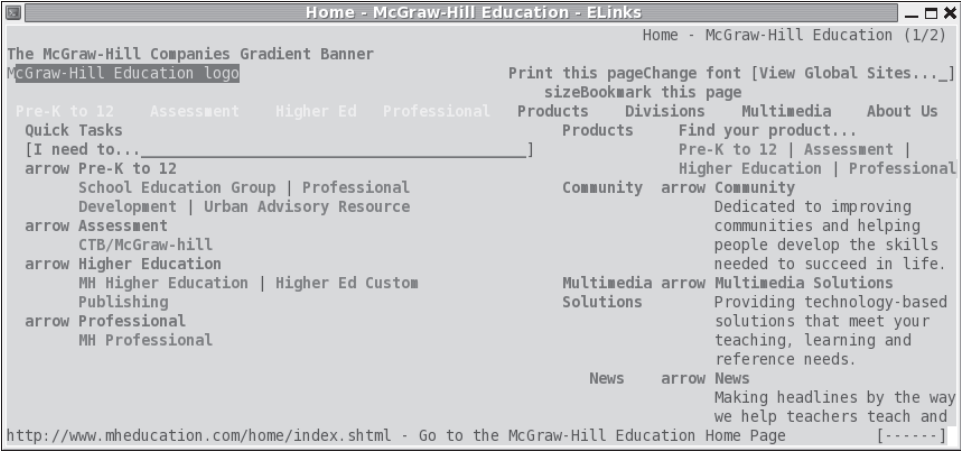 Home - McGraw-Hill Education - ELinks
Home - McGraw-Hill Education (1/2)
The McGraw-Hill Companies Gradient Banner
McGraw-Hill Education logo Print this pageChange font [View Global Sites..._]
sizeBookmark this page
Pre-K to 12 Assessment Higher Ed Professional Products Divisions Multimedia About Us
Quick Tasks Products Find your product...
[I need to...___________________________________________] Pre-K to 12 | Assessment |
arrow Pre-K to 12 Higher Education | Professional
School Education Group | Professional Community arrow Community
Development | Urban Advisory Resource Dedicated to improving
arrow Assessment communities and helping
CTB/McGraw-hill people develop the skills
arrow Higher Education needed to succeed in life.
MH Higher Education | Higher Ed Custom Multimedia arrow Multimedia Solutions
Publishing Solutions Providing technology-based
arrow Professional solutions that meet your
MH Professional teaching, learning and
reference needs.
News arrow News
Making headlines by the way
we help teachers teach and
http://www.mheducation.com/home/index.shtml - Go to the McGraw-Hill Education Home Page [------]